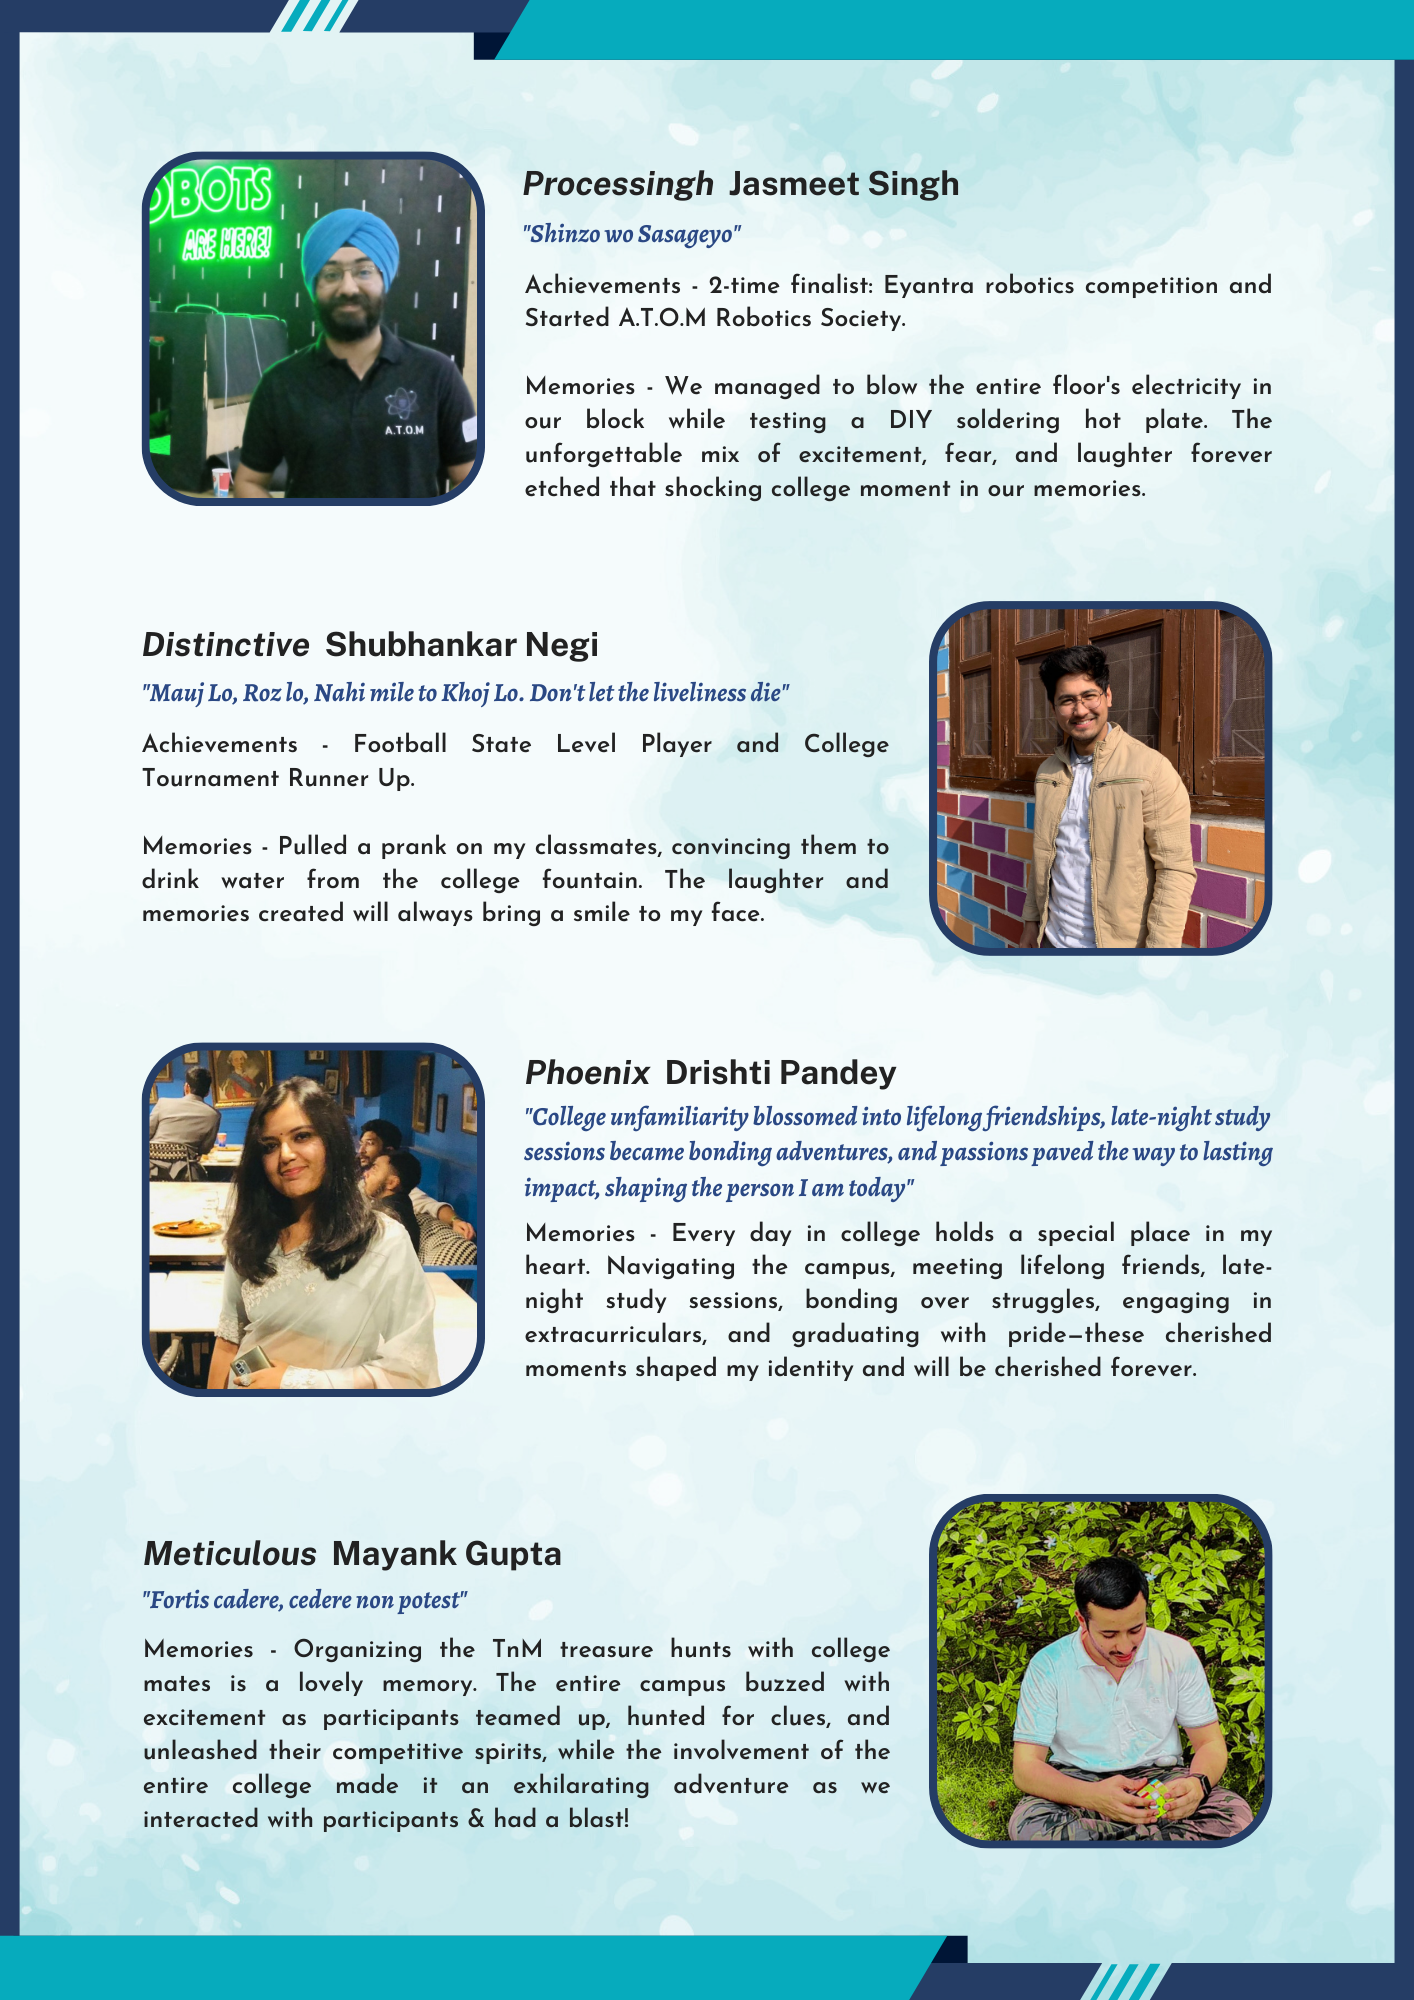 OBOTS
ARE HERE!
A.T.O.M
Processingh Jasmeet Singh
"Shinzo wo Sasageyo"
Achievements - 2-time finalist: Eyantra robotics competition and
Started A.T.O.M Robotics Society.
Memories - We managed to blow the entire floor's electricity in
our block while testing a DIY soldering hot plate. The
unforgettable mix of excitement, fear, and laughter forever
etched that shocking college moment in our memories.
Distinctive Shubhankar Negi
"Mauj Lo, Roz lo, Nahi mile to Khoj Lo. Don't let the liveliness die"
Achievements - Football State Level Player and College
Tournament Runner Up.
Memories - Pulled a prank on my classmates, convincing them to
drink water from the college fountain. The laughter and
memories created will always bring a smile to my face.
Phoenix Drishti Pandey
"College unfamiliarity blossomed into lifelong friendships, late-night study
sessions became bonding adventures, and passions paved the way to lasting
impact, shaping the person I am today"
Memories - Every day in college holds a special place in my
heart. Navigating the campus, meeting lifelong friends, late-
night study sessions, bonding over struggles, engaging in
extracurriculars, and graduating with pride—these cherished
moments shaped my identity and will be cherished forever.
Meticulous Mayank Gupta
"Fortis cadere, cedere non potest"
Memories - Organizing the TnM treasure hunts with college
mates is a lovely memory. The entire campus buzzed with
excitement as participants teamed up, hunted for clues, and
unleashed their competitive spirits, while the involvement of the
entire college made it an exhilarating adventure as we
interacted with participants & had a blast!